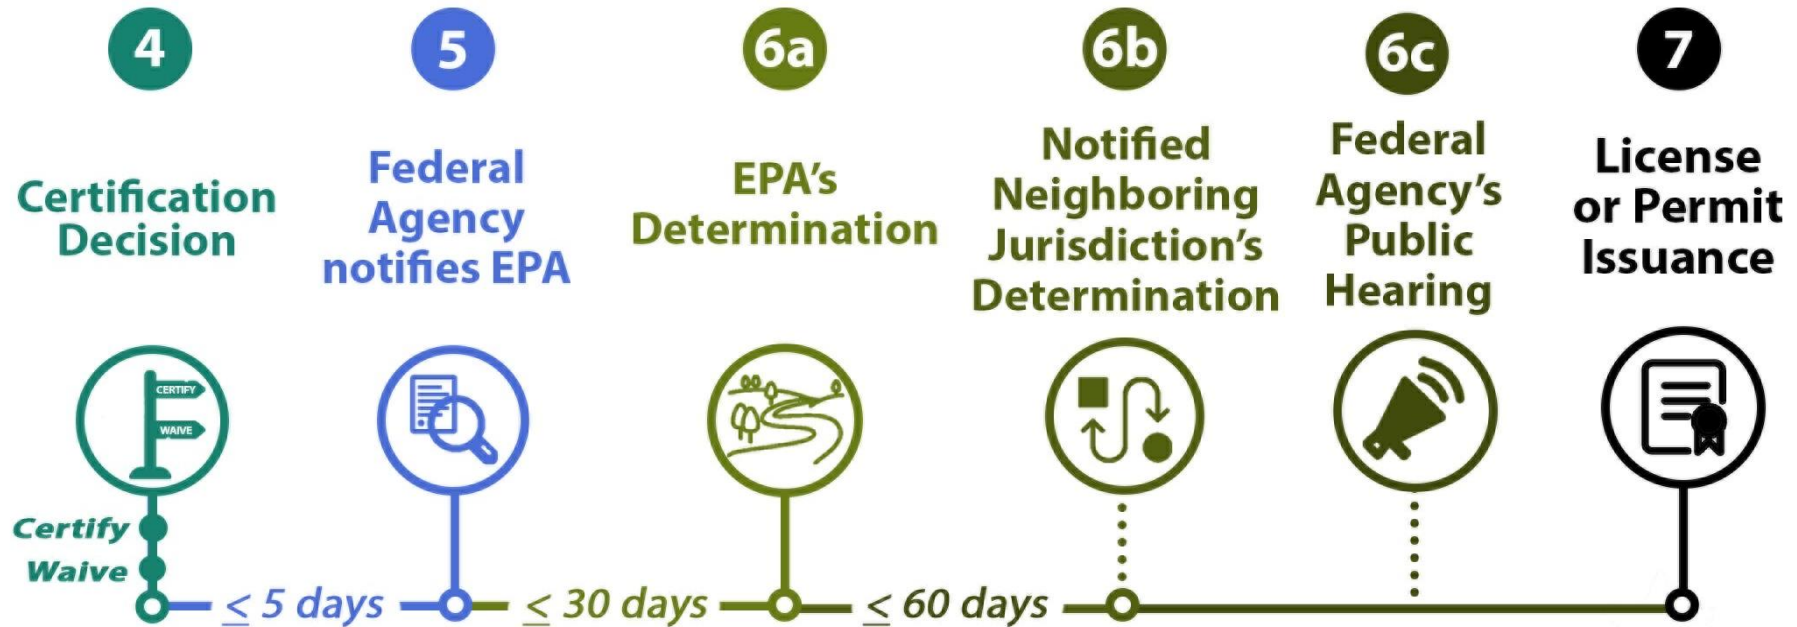 4
Certification
Decision
CERTIFY
WAIVE
Certify
Waive
≤ 5 days
5
Federal
Agency
notifies EPA
≤ 30 days
6a
EPA's
Determination
≤ 60 days
6b
Notified
Neighboring
Jurisdiction's
Determination
6c
Federal
Agency's
Public
Hearing
7
License
or Permit
Issuance